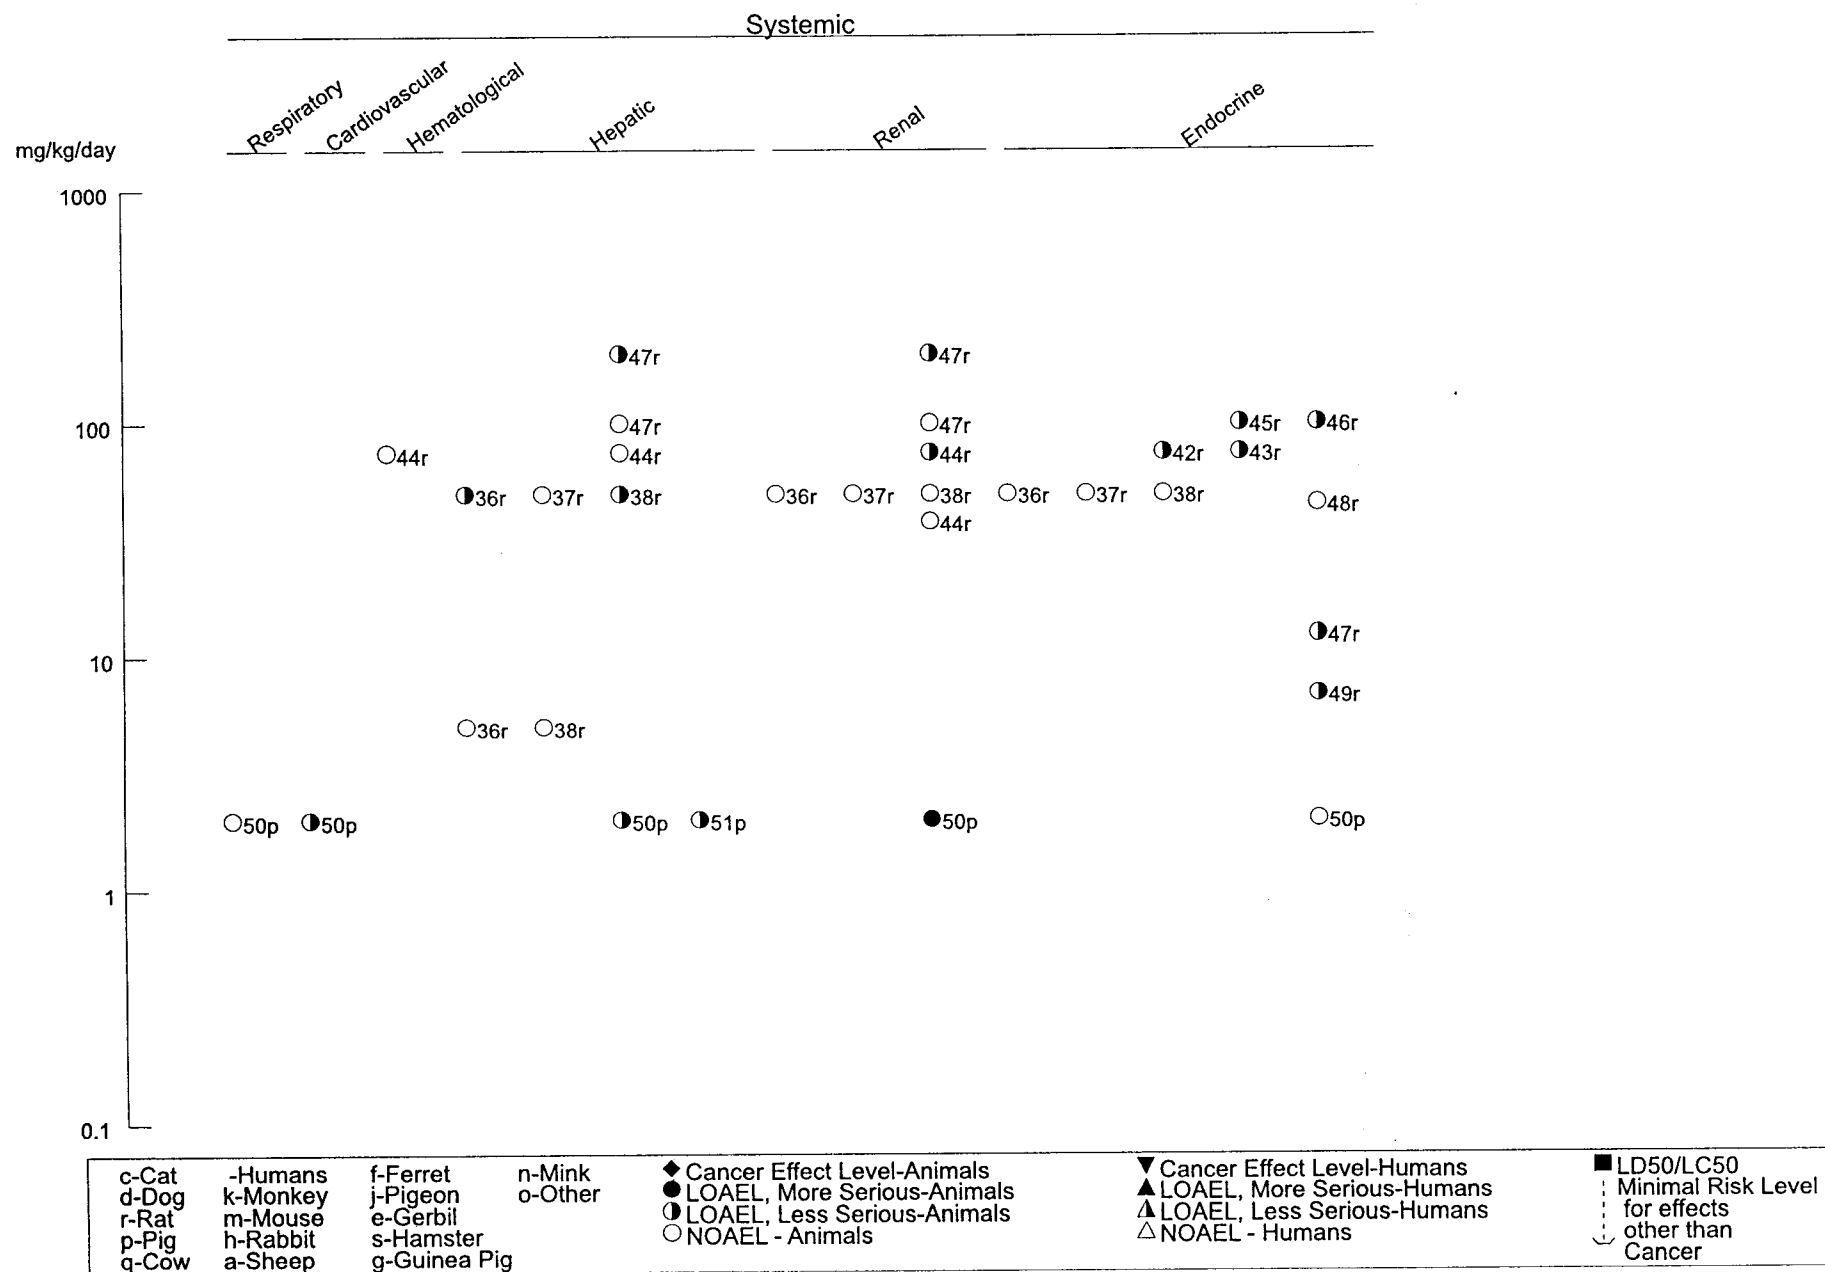 Systemic
Respiratory Cardiovascular Hematological Hepatic Renal Endocrine
mg/kg/day
1000
47r 47r
47r 47r 45r 46r
100
44r 44r 44r 42r 43r
36r 37r 38r 36r 37r 38r 36r 37r 38r 48r
44r
47r
10
49r
36r 38r
50p 50p 50p 51p 50p 50p
1
0.1
c-Cat -Humans f-Ferret n-Mink ◆ Cancer Effect Level-Animals ▼ Cancer Effect Level-Humans ■ LD50/LC50
d-Dog k-Monkey j-Pigeon o-Other ● LOAEL, More Serious-Animals ▲ LOAEL, More Serious-Humans Minimal Risk Level
r-Rat m-Mouse e-Gerbil ◑ LOAEL, Less Serious-Animals LOAEL, Less Serious-Humans for effects
p-Pig h-Rabbit s-Hamster ○ NOAEL - Animals △ NOAEL - Humans other than
q-Cow a-Sheep g-Guinea Pig Cancer